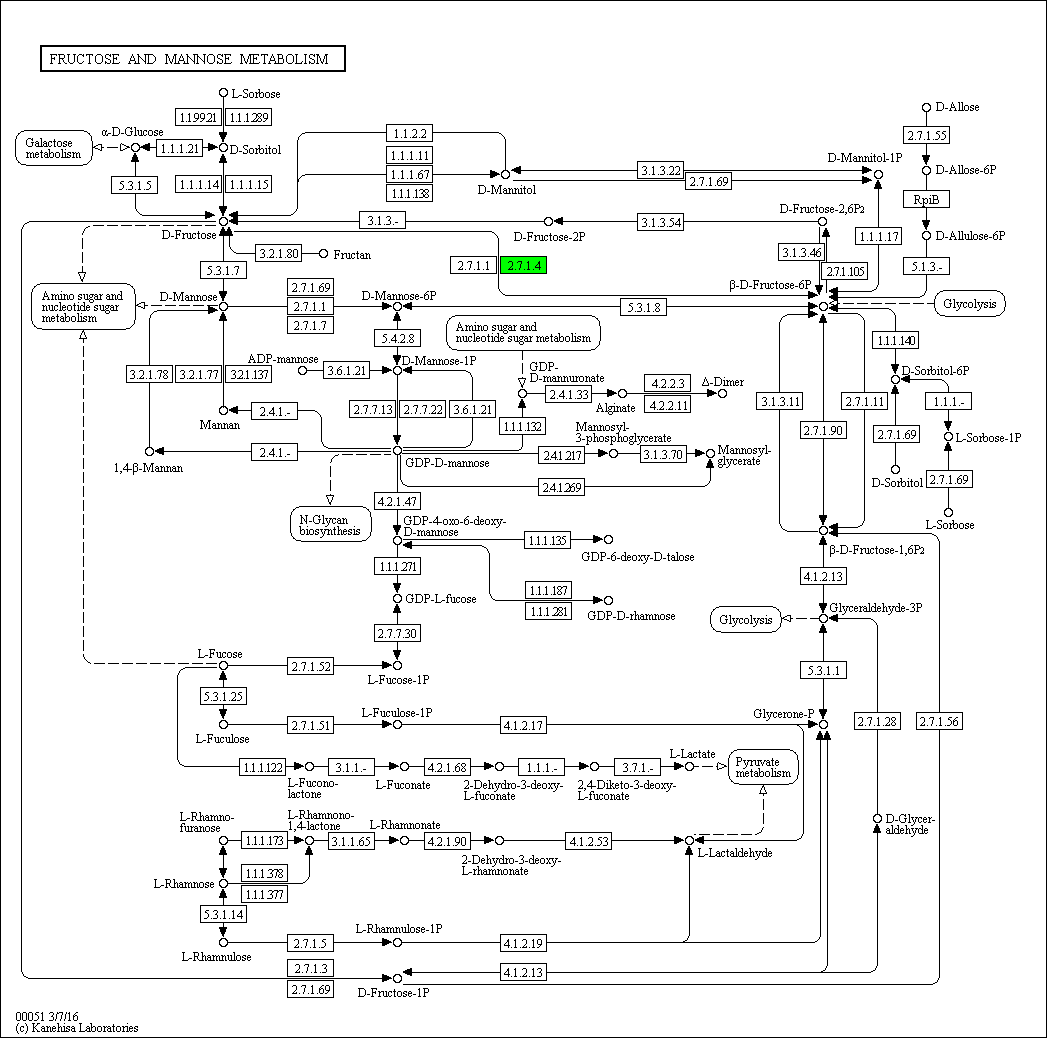 FRUCTOSE AND MANNOSE METABOLISM
L-Sorbose
1.1.99.21
1.1.1.289
D-Allose
α-D-Glucose
Galactose
metabolism
1.1.1.21
D-Sorbitol
1.1.2.2
2.7.1.55
1.1.1.11
D-Mannitol-1P
3.1.3.22
D-Allose-6P
5.3.1.5
1.1.1.14
1.1.1.15
1.1.1.67
2.7.1.69
1.1.1.138
D-Mannitol
RpiB
D-Fructose-2,6P2
3.1.3.-
3.1.3.54
D-Fructose
D-Fructose-2P
1.1.1.17
D-Allulose-6P
3.2.1.80
Fructan
3.1.3.46
5.3.1.7
2.7.1.1
2.7.1.4
2.7.1.105
5.1.3.-
Amino sugar and
nucleotide sugar
metabolism
D-Mannose
2.7.1.69
2.7.1.1
2.7.1.7
D-Mannose-6P
β-D-Fructose-6P
5.3.1.8
Glycolysis
5.4.2.8
Amino sugar and
nucleotide sugar metabolism
1.1.1.140
ADP-mannose
D-Mannose-1P
GDP-
D-mannuronate
3.2.1.78
3.2.1.77
3.2.1.137
3.6.1.21
D-Sorbitol-6P
4.2.2.3
Δ-Dimer
2.4.1.33
Alginate
4.2.2.11
3.1.3.11
2.7.1.11
1.1.1.-
2.4.1.-
Mannan
2.7.7.13
2.7.7.22
3.6.1.21
1.1.1.132
Mannosyl-
3-phosphoglycerate
2.7.1.90
2.7.1.69
L-Sorbose-1P
2.4.1.-
1,4-β-Mannan
GDP-D-mannose
2.4.1.217
3.1.3.70
Mannosyl-
glycerate
D-Sorbitol
2.7.1.69
2.4.1.269
4.2.1.47
N-Glycan
biosynthesis
GDP-4-oxo-6-deoxy-
D-mannose
L-Sorbose
1.1.1.135
GDP-6-deoxy-D-talose
β-D-Fructose-1,6P2
1.1.1.271
4.1.2.13
GDP-L-fucose
1.1.1.187
1.1.1.281
GDP-D-rhamnose
Glyceraldehyde-3P
Glycolysis
2.7.7.30
L-Fucose
2.7.1.52
L-Fucose-1P
5.3.1.1
5.3.1.25
L-Fuculose
2.7.1.51
L-Fuculose-1P
4.1.2.17
Glycerone-P
2.7.1.28
2.7.1.56
1.1.1.122
L-Fucono-
lactone
3.1.1.-
L-Fuconate
4.2.1.68
2-Dehydro-3-deoxy-
L-fuconate
1.1.1.-
2,4-Diketo-3-deoxy-
L-fuconate
3.7.1.-
L-Lactate
Pyruvate
metabolism
L-Rhamno-
furanose
1.1.1.173
L-Rhamnono-
1,4-lactone
3.1.1.65
L-Rhamnonate
4.2.1.90
2-Dehydro-3-deoxy-
L-rhamnonate
4.1.2.53
L-Lactaldehyde
D-Glycer-
aldehyde
L-Rhamnose
1.1.1.378
1.1.1.377
5.3.1.14
L-Rhamnulose
2.7.1.5
L-Rhamnulose-1P
4.1.2.19
2.7.1.3
2.7.1.69
D-Fructose-1P
4.1.2.13
00051 3/7/16
(c) Kanehisa Laboratories